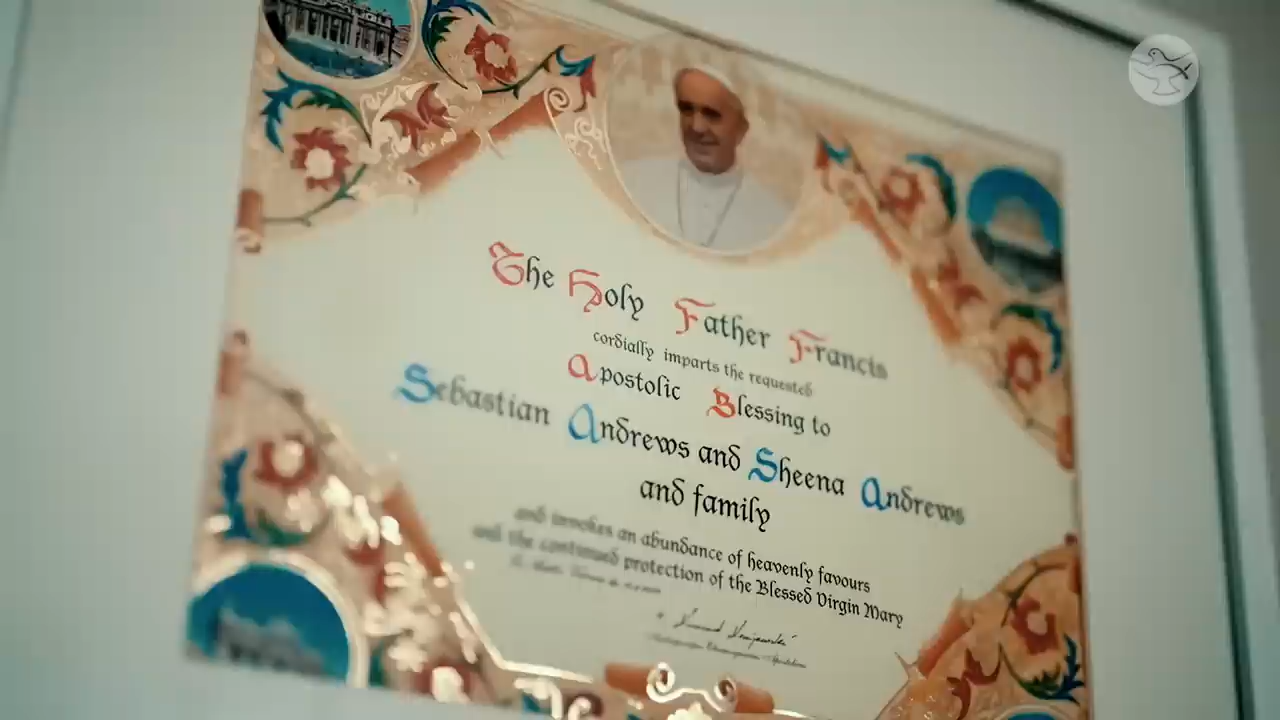 The Holy Father Francis
cordially imparts the requested
Apostolic Blessing to
Sebastian Andrews and Sheena Andrews
and family
and invokes an abundance of heavenly favours
and the continued protection of the Blessed Virgin Mary